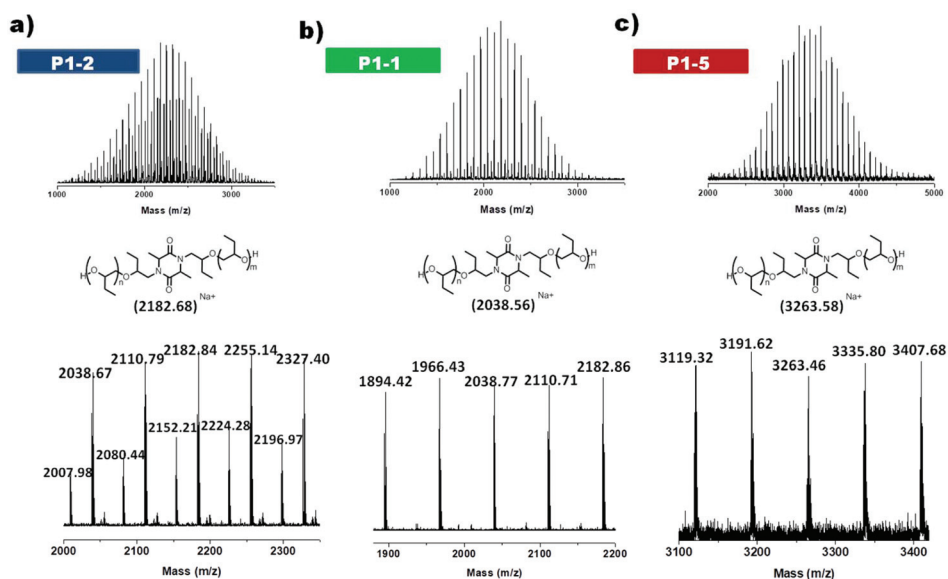 a)
P1-2
1000 2000 3000
Mass (m/z)
H O n O N O N O O H m
Na+
(2182.68)
2007.98 2038.67 2080.44 2110.79 2152.21 2182.84 2224.28 2255.14 2196.97 2327.40
2000 2100 2200 2300
Mass (m/z)
b)
P1-1
1000 2000 3000
Mass (m/z)
H O n O N O N O O H m
Na+
(2038.56)
1894.42 1966.43 2038.77 2110.71 2182.86
1900 2000 2100 2200
Mass (m/z)
c)
P1-5
2000 3000 4000 5000
Mass (m/z)
H O n O N O N O O H m
Na+
(3263.58)
3119.32 3191.62 3263.46 3335.80 3407.68
3100 3200 3300 3400
Mass (m/z)